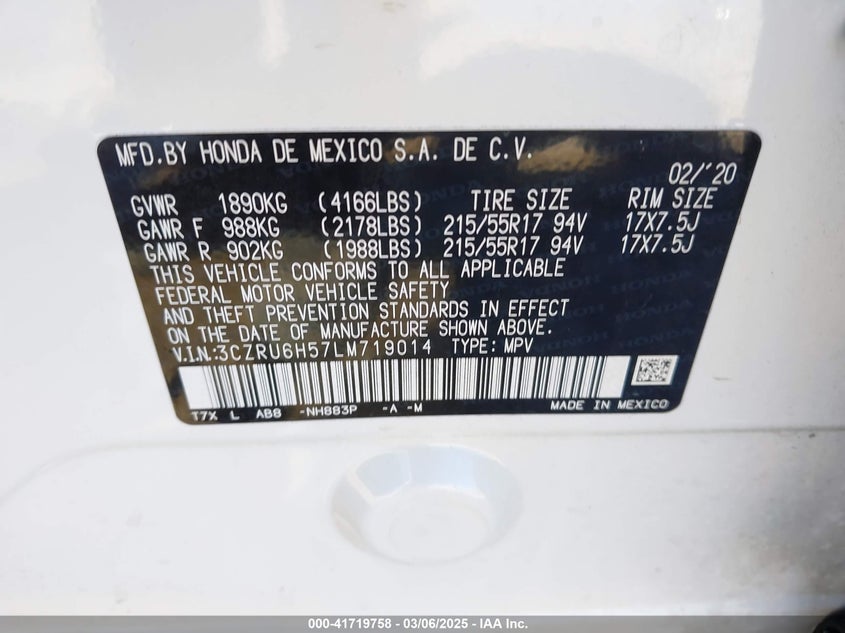 MFD.BY HONDA DE MEXICO S.A. DE C.V.
02/'20
GVWR 1890KG (4166LBS) TIRE SIZE RIM SIZE
GAWR F 988KG (2178LBS) 215/55R17 94V 17X7.5J
GAWR R 902KG (1988LBS) 215/55R17 94V 17X7.5J
THIS VEHICLE CONFORMS TO ALL APPLICABLE
FEDERAL MOTOR VEHICLE SAFETY
AND THEFT PREVENTION STANDARDS IN EFFECT
ON THE DATE OF MANUFACTURE SHOWN ABOVE.
V.I.N:3CZRU6H57LM719014 TYPE: MPV
T7X L AB8 -NH883P -A -M MADE IN MEXICO
000-41719758 - 03/06/2025 - IAA Inc.